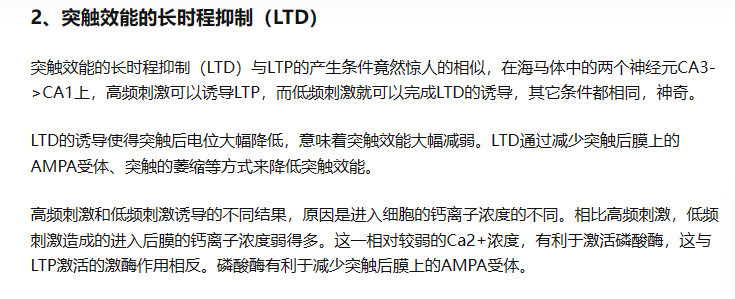 2、突触效能的长时程抑制（LTD）
突触效能的长时程抑制（LTD）与LTP的产生条件竟然惊人的相似，在海马体中的两个神经元CA3-
>CA1上，高频刺激可以诱导LTP，而低频刺激就可以完成LTD的诱导，其它条件都相同，神奇。
LTD的诱导使得突触后电位大幅降低，意味着突触效能大幅减弱。LTD通过减少突触后膜上的
AMPA受体、突触的萎缩等方式来降低突触效能。
高频刺激和低频刺激诱导的不同结果，原因是进入细胞的钙离子浓度的不同。相比高频刺激，低频
刺激造成的进入后膜的钙离子浓度弱得多。这一相对较弱的Ca2+浓度，有利于激活磷酸酶，这与
LTP激活的激酶作用相反。磷酸酶有利于减少突触后膜上的AMPA受体。